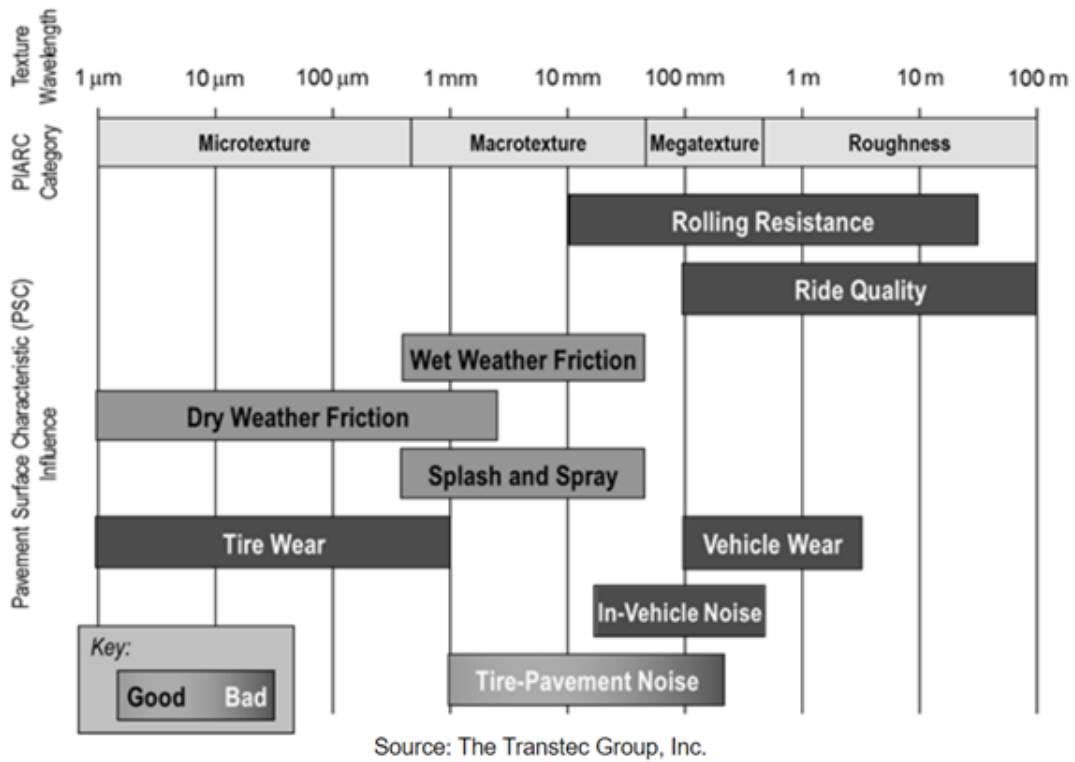 Texture
Wavelength
1 μm 10 μm 100 μm 1 mm 10 mm 100 mm 1 m 10 m 100 m
PIARC
Category
Microtexture Macrotexture Megatexture Roughness
Pavement Surface Characteristic (PSC)
Influence
Rolling Resistance
Ride Quality
Wet Weather Friction
Dry Weather Friction
Splash and Spray
Tire Wear Vehicle Wear
In-Vehicle Noise
Tire-Pavement Noise
Key:
Good Bad
Source: The Transtec Group, Inc.